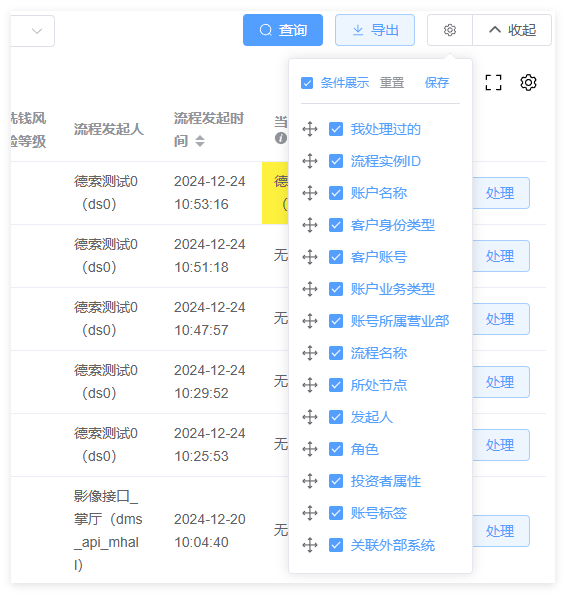 查询
导出
收起
条件展示 重置 保存
我处理过的
流程实例ID
账户名称
客户身份类型
客户账号
账户业务类型
账号所属营业部
流程名称
所处节点
发起人
角色
投资者属性
账号标签
关联外部系统
洗钱风
险等级
流程发起人
流程发起时
间
当
德索测试0
（ds0）
2024-12-24
10:53:16
德
（
处理
德索测试0
（ds0）
2024-12-24
10:51:18
无
处理
德索测试0
（ds0）
2024-12-24
10:47:57
无
处理
德索测试0
（ds0）
2024-12-24
10:29:52
无
处理
德索测试0
（ds0）
2024-12-24
10:25:53
无
处理
影像接口_
掌厅（dms
_api_mhal
l）
2024-12-20
10:04:40
无
处理